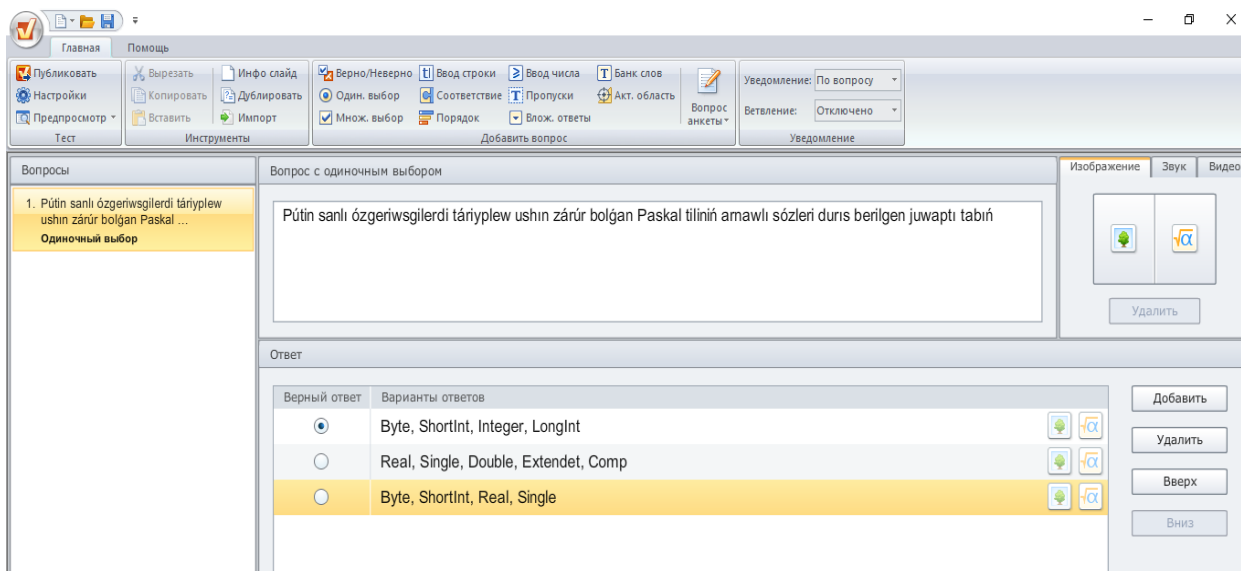 Главная Помощь
Публиковать Вырезать Инфо слайд Верно/Неверно Ввод строки Ввод числа Банк слов
Настройки Копировать Дублировать Один. выбор Соответствие Пропуски Акт. область
Предпросмотр Вставить Импорт Множ. выбор Порядок Влож. ответы
Вопрос
анкеты
Уведомление: По вопросу
Ветвление: Отключено
Тест Инструменты Добавить вопрос Уведомление
Вопросы
1. Pútin sanlı ózgeriwsgilerdi táriyplew
ushın zárúr bolǵan Paskal ...
Одиночный выбор
Вопрос с одиночным выбором
Pútin sanlı ózgeriwsgilerdi táriyplew ushın zárúr bolǵan Paskal tiliniń arnawlı sózleri durıs berilgen juwaptı tabıń
Изображение Звук Видео
Удалить
Ответ
Верный ответ Варианты ответов
Byte, ShortInt, Integer, LongInt
Real, Single, Double, Extendet, Comp
Byte, ShortInt, Real, Single
Добавить
Удалить
Вверх
Вниз